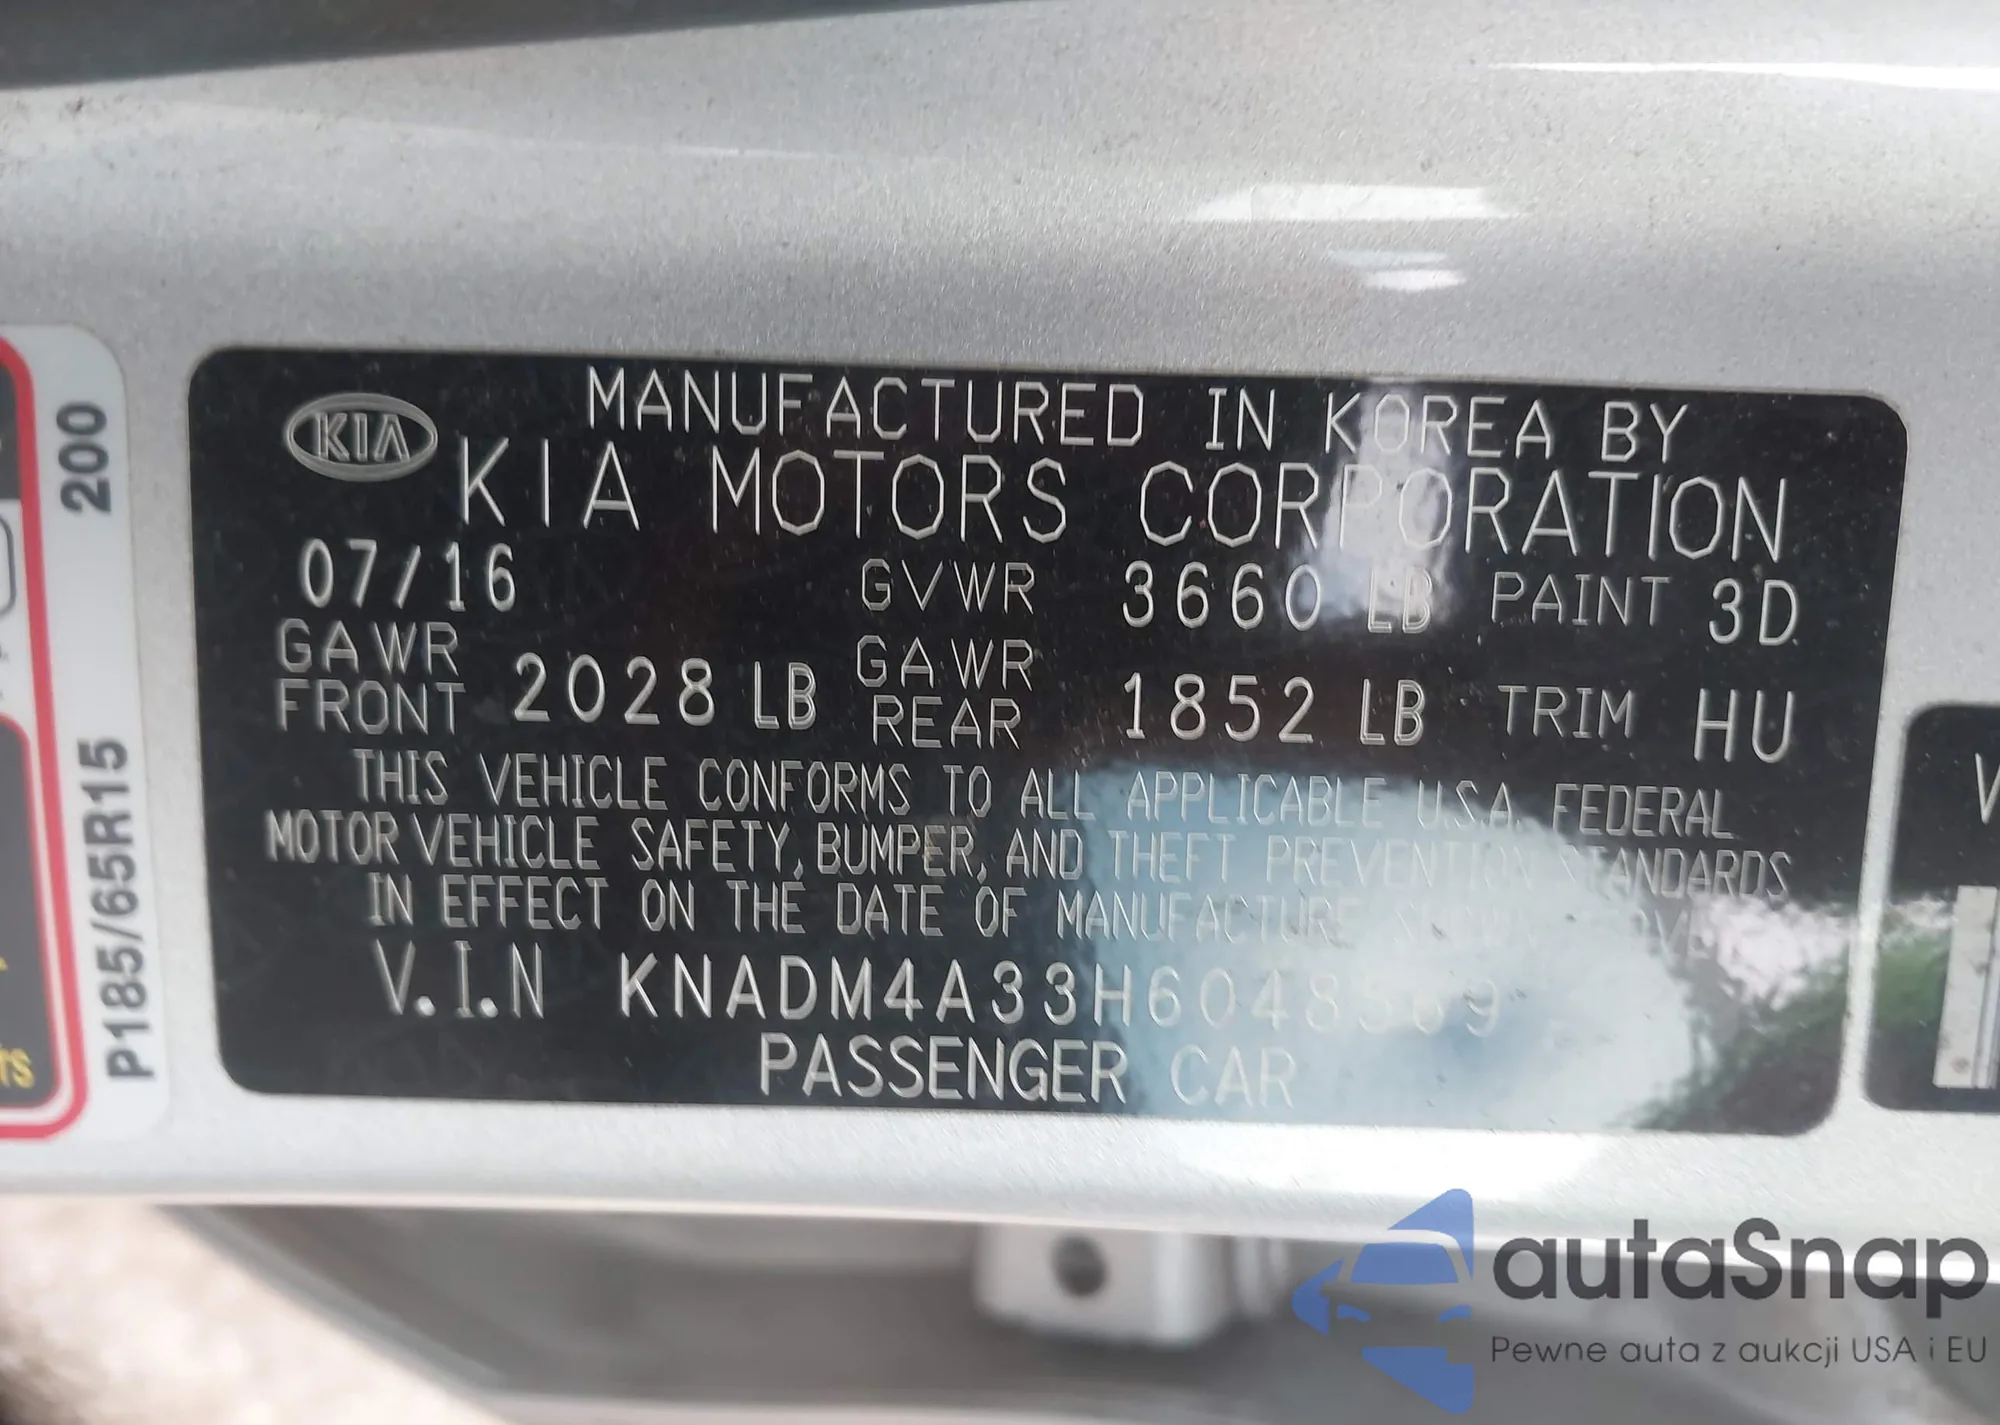 KIA
MANUFACTURED IN KOREA BY
KIA MOTORS CORPORATION
07/16 GVWR 3660 LB PAINT 3D
GAWR FRONT 2028 LB GAWR REAR 1852 LB TRIM HU
THIS VEHICLE CONFORMS TO ALL APPLICABLE U.S.A. FEDERAL
MOTOR VEHICLE SAFETY, BUMPER, AND THEFT PREVENTION STANDARDS
IN EFFECT ON THE DATE OF MANUFACTURE SHOWN ABOVE
V.I.N KNADM4A33H6048569
PASSENGER CAR
200
P185/65R15
autaSnap
Pewne auta z aukcji USA i EU